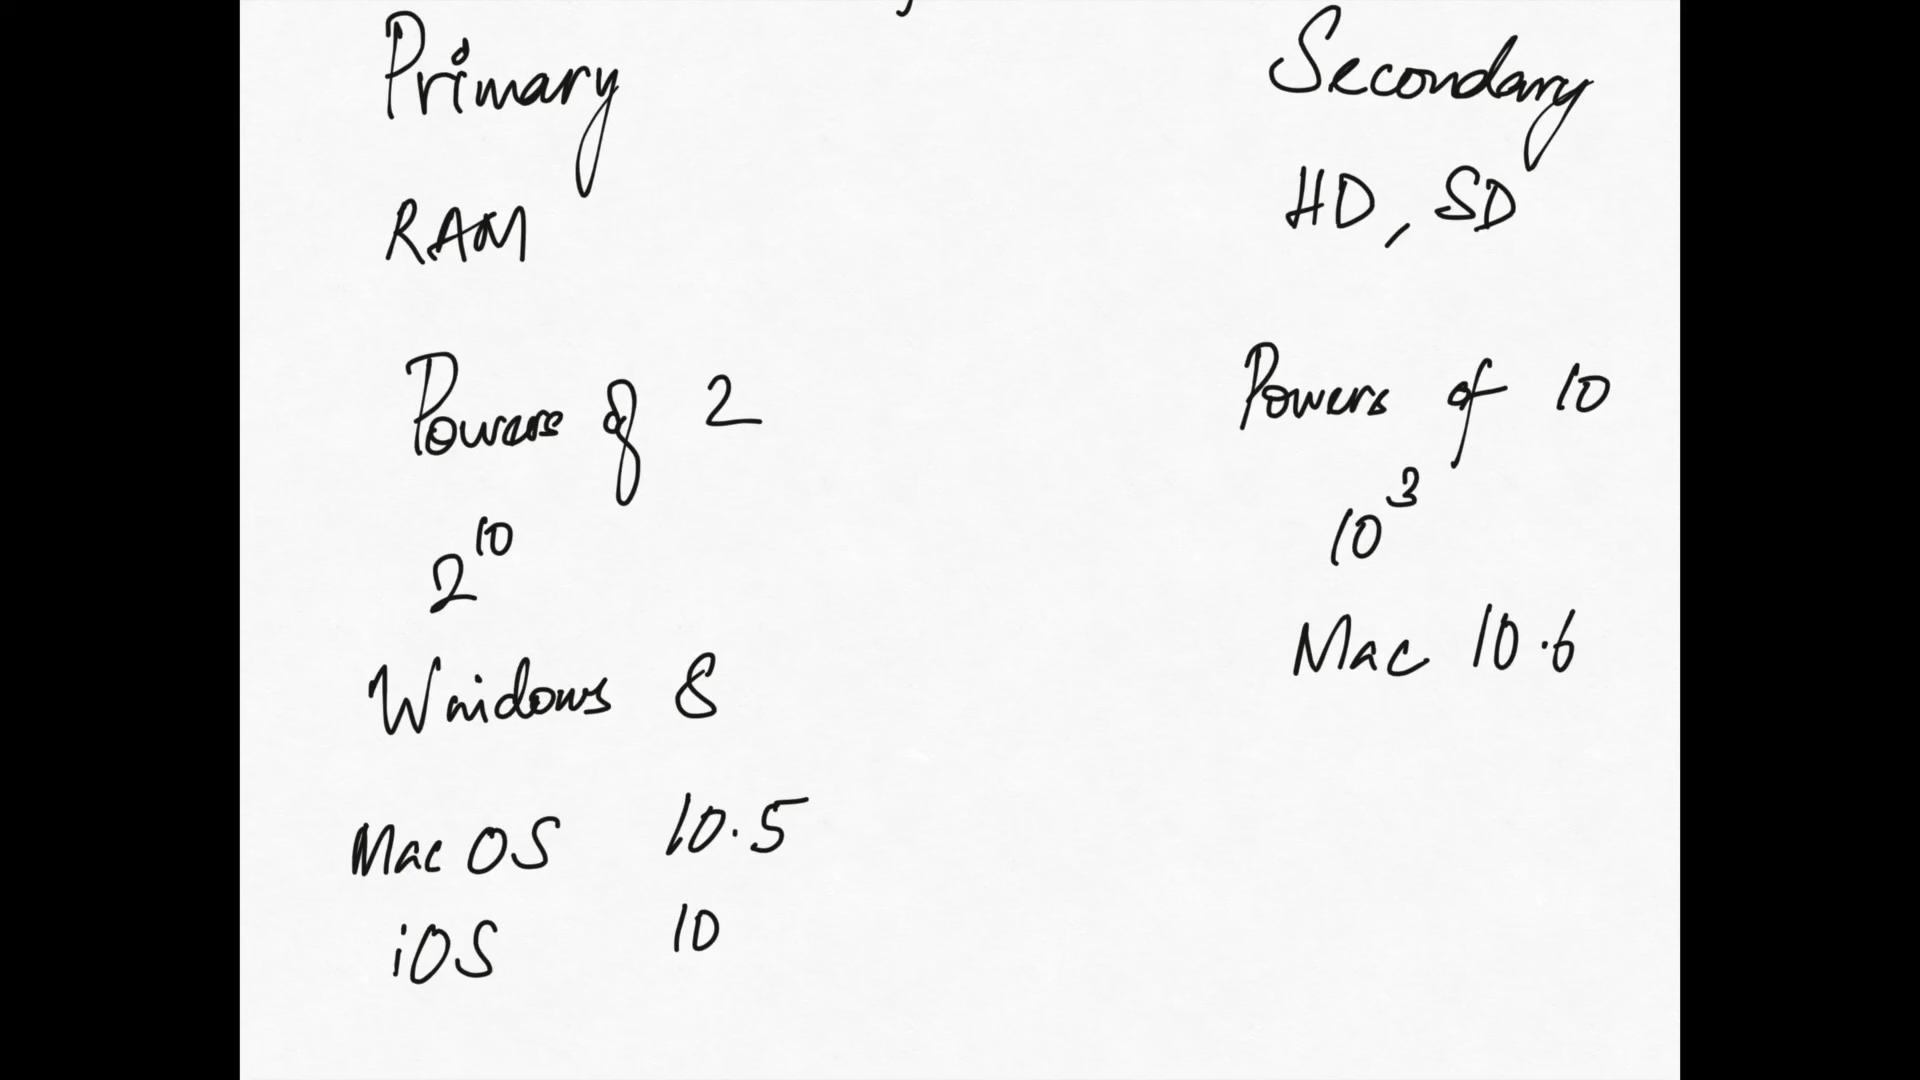 Primary
RAM
Powers of 2
2^10
Windows 8
Mac OS 10.5
iOS 10
Secondary
HD, SD
Powers of 10
10^3
Mac 10.6